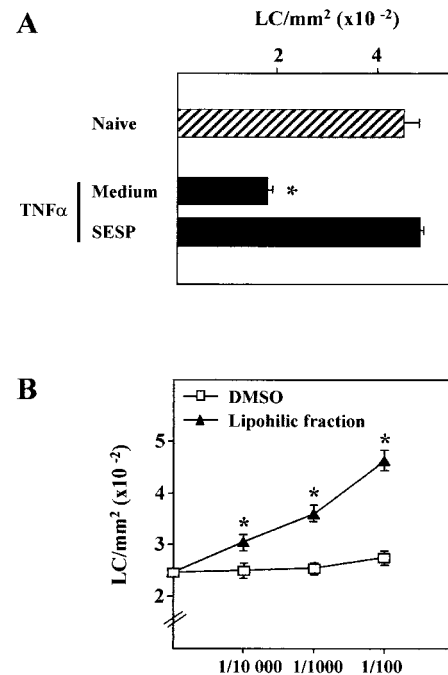 A
LC/mm² (x10⁻²)
2 4
Naive
TNFα
Medium
*
SESP
B
DMSO
Lipohilic fraction
LC/mm² (x10⁻²)
5
4
3
2
* * *
1/10 000 1/1000 1/100